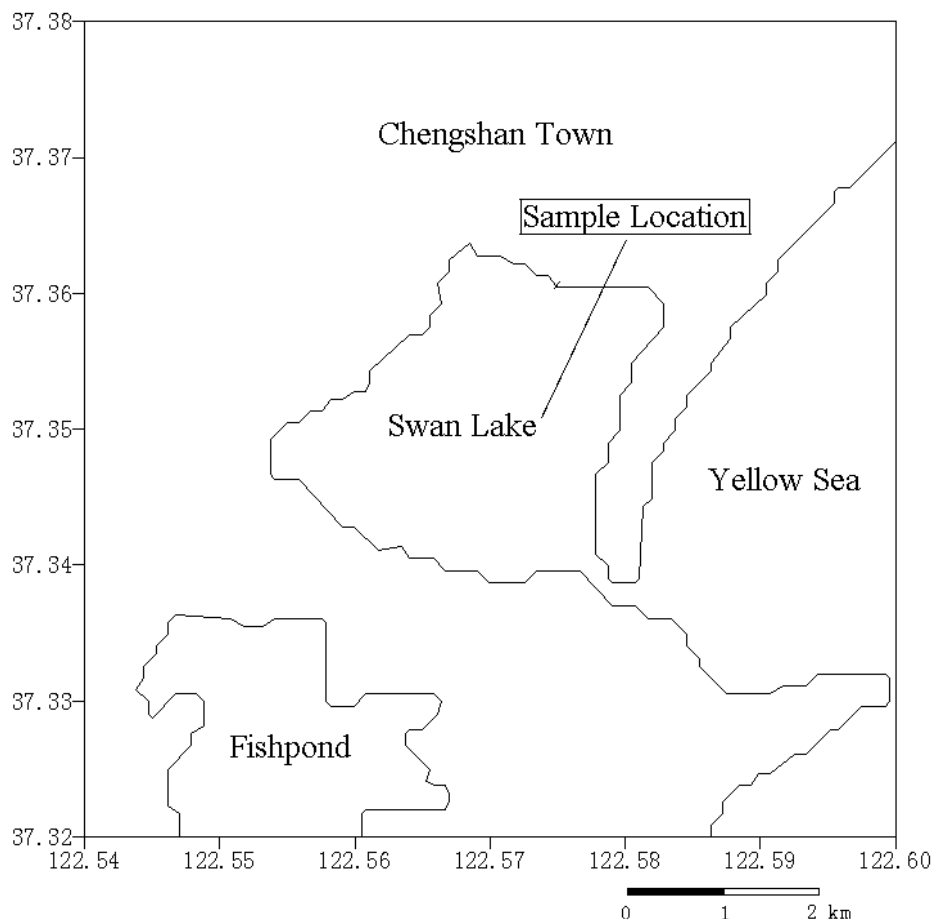 37.38
37.37
37.36
37.35
37.34
37.33
37.32
Chengshan Town
Sample Location
Swan Lake
Yellow Sea
Fishpond
122.54 122.55 122.56 122.57 122.58 122.59 122.60
0 1 2 km